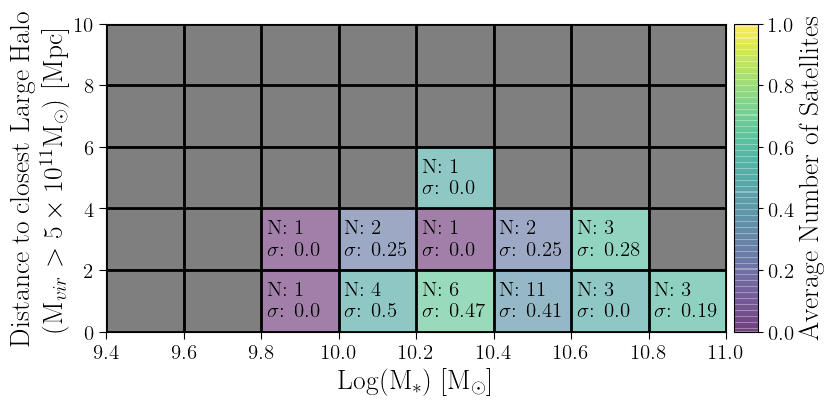 Distance to closest Large Halo
(M_vir > 5 × 10^11 M_⊙) [Mpc]
10
8
6
4
2
0
N: 1
σ: 0.0
N: 1
σ: 0.0
N: 2
σ: 0.25
N: 1
σ: 0.0
N: 2
σ: 0.25
N: 3
σ: 0.28
N: 1
σ: 0.0
N: 4
σ: 0.5
N: 6
σ: 0.47
N: 11
σ: 0.41
N: 3
σ: 0.0
N: 3
σ: 0.19
9.4 9.6 9.8 10.0 10.2 10.4 10.6 10.8 11.0
Log(M_*) [M_⊙]
1.0
0.8
0.6
0.4
0.2
0.0
Average Number of Satellites